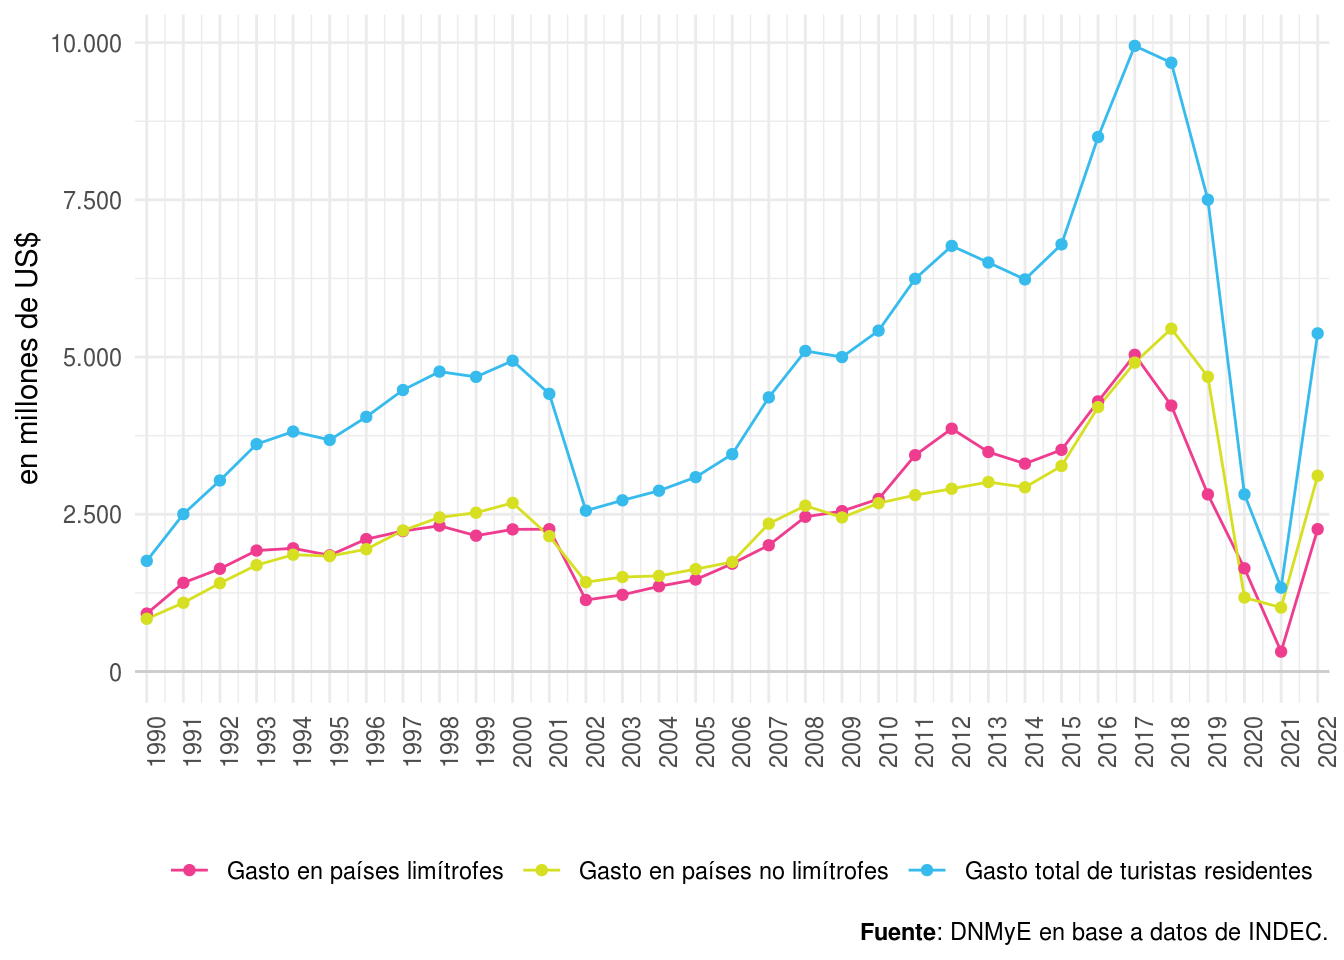 10.000
7.500
5.000
2.500
0
en millones de US$
1990 1991 1992 1993 1994 1995 1996 1997 1998 1999 2000 2001 2002 2003 2004 2005 2006 2007 2008 2009 2010 2011 2012 2013 2014 2015 2016 2017 2018 2019 2020 2021 2022
Gasto en países limítrofes Gasto en países no limítrofes Gasto total de turistas residentes
Fuente: DNMyE en base a datos de INDEC.